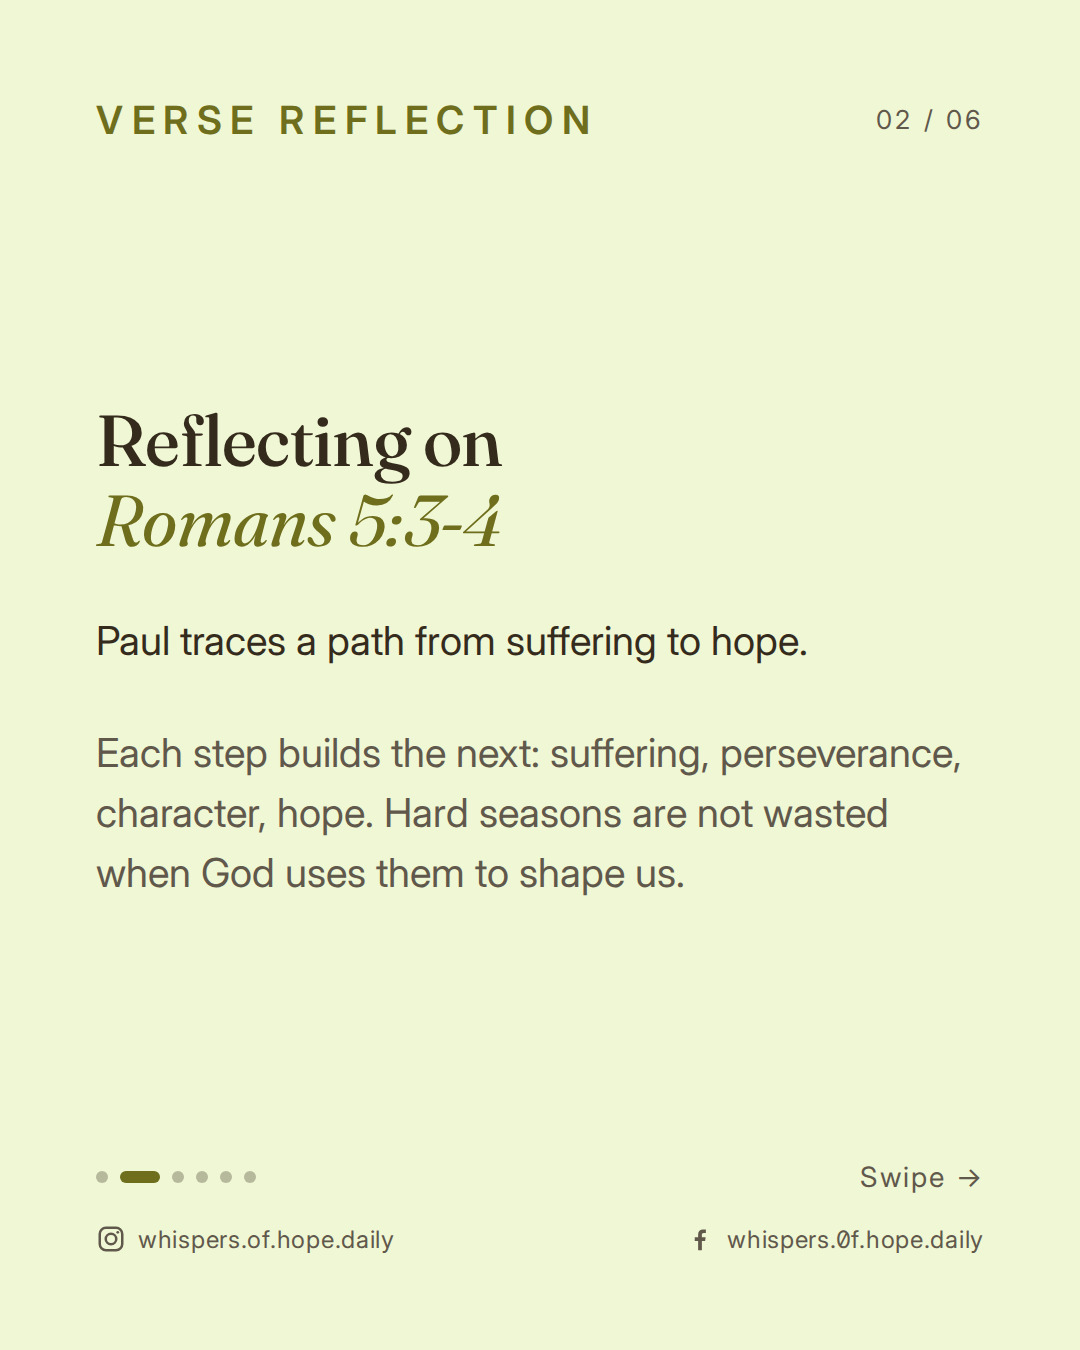 VERSE REFLECTION
02 / 06
Reflecting on
Romans 5:3-4
Paul traces a path from suffering to hope.
Each step builds the next: suffering, perseverance,
character, hope. Hard seasons are not wasted
when God uses them to shape us.
Swipe →
whispers.of.hope.daily
whispers.0f.hope.daily